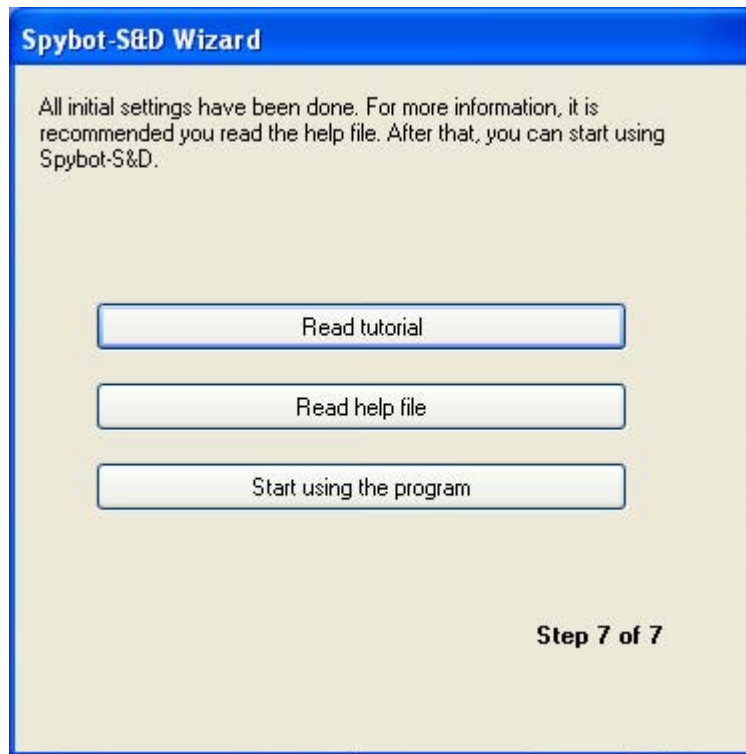 Spybot-S&D Wizard
All initial settings have been done. For more information, it is
recommended you read the help file. After that, you can start using
Spybot-S&D.
Read tutorial
Read help file
Start using the program
Step 7 of 7